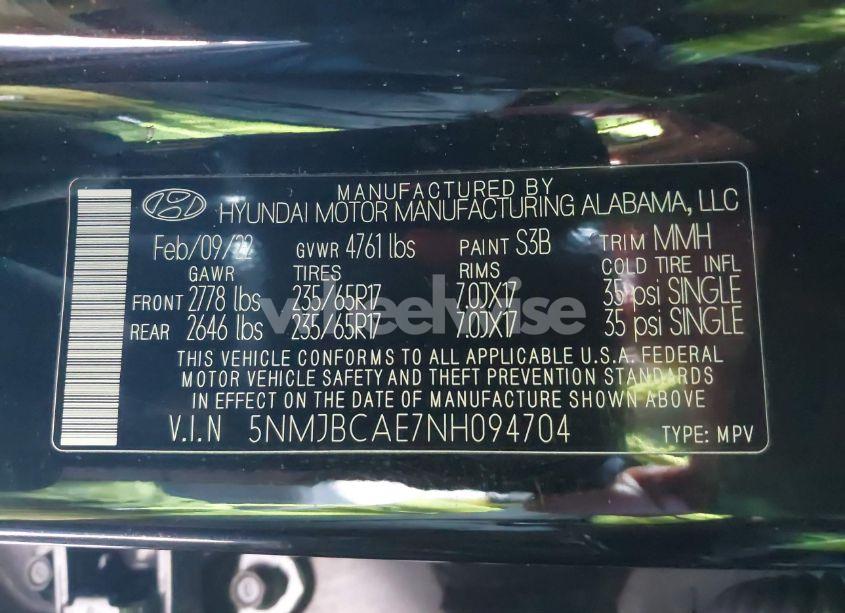 MANUFACTURED BY
HYUNDAI MOTOR MANUFACTURING ALABAMA, LLC
Feb/09/22 GVWR 4761 lbs PAINT S3B TRIM MMH
GAWR TIRES RIMS COLD TIRE INFL
FRONT 2778 lbs 235/65R17 7.0JX17 35 psi SINGLE
wheelwise
REAR 2646 lbs 235/65R17 7.0JX17 35 psi SINGLE
THIS VEHICLE CONFORMS TO ALL APPLICABLE U.S.A. FEDERAL
MOTOR VEHICLE SAFETY AND THEFT PREVENTION STANDARDS
IN EFFECT ON THE DATE OF MANUFACTURE SHOWN ABOVE
V.I.N 5NMJBCAE7NH094704 TYPE: MPV